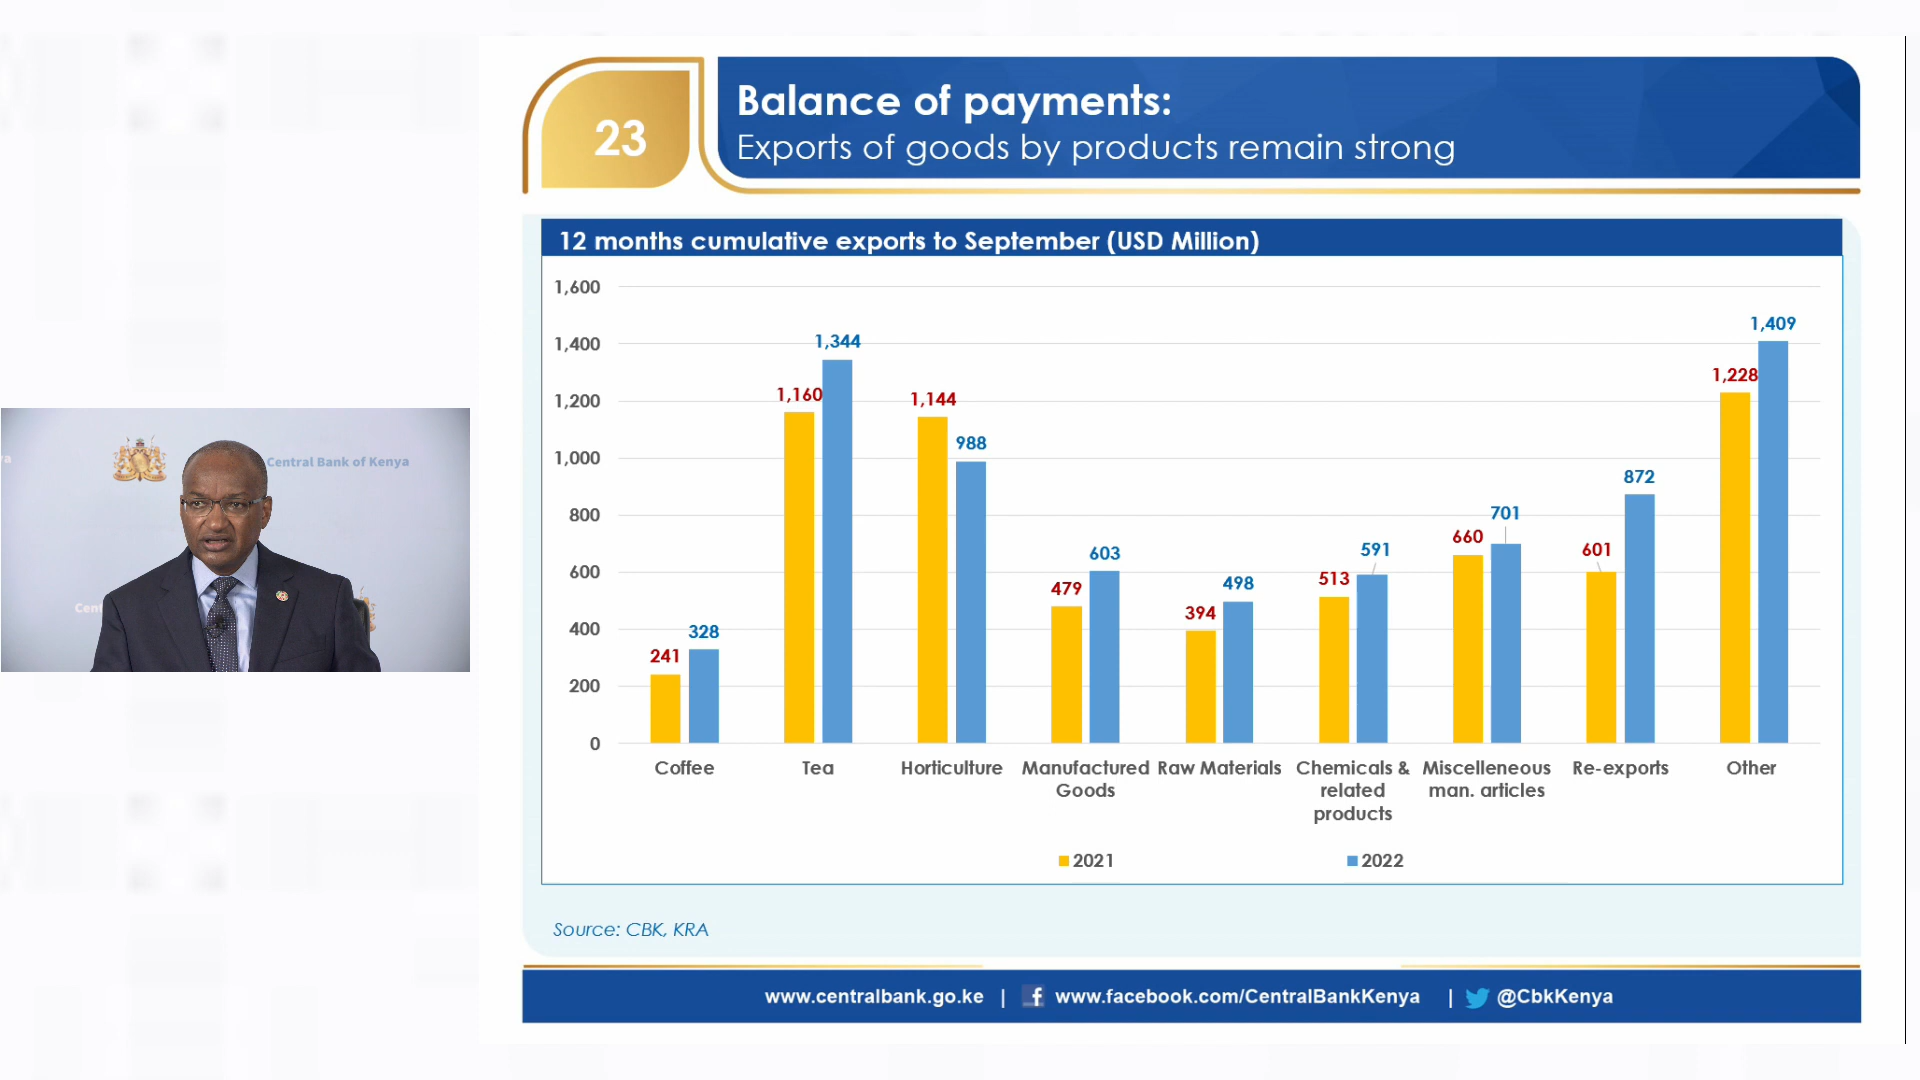 23
Balance of payments:
Exports of goods by products remain strong
12 months cumulative exports to September (USD Million)
1,600
1,400
1,200
1,000
800
600
400
200
0
241
328
1,160
1,344
1,144
988
479
603
394
498
513
591
660
701
601
872
1,228
1,409
Coffee
Tea
Horticulture
Manufactured
Goods
Raw Materials
Chemicals &
related
products
Miscelleneous
man. articles
Re-exports
Other
2021
2022
Source: CBK, KRA
www.centralbank.go.ke | www.facebook.com/CentralBankKenya | @CbkKenya
Central Bank of Kenya